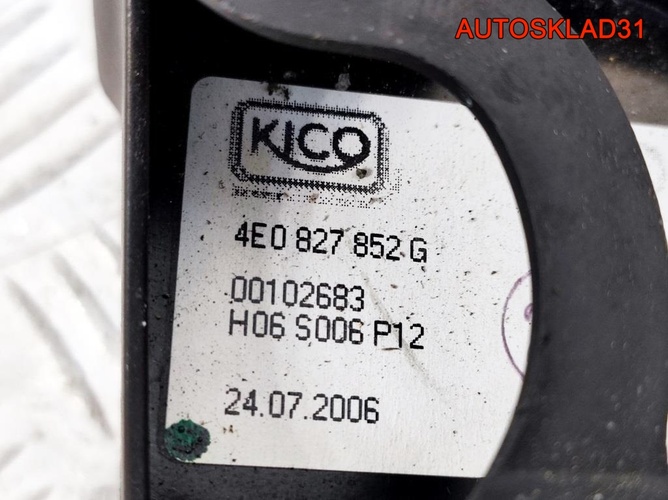 AUTOSKLAD31
KICO
4E0 827 852 G
00102683
H06 S006 P12
24.07.2006